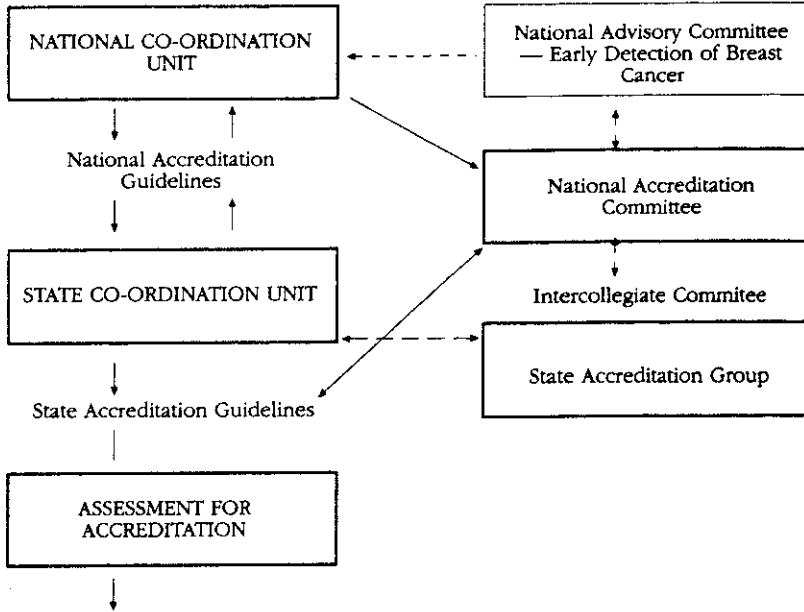 NATIONAL CO-ORDINATION
UNIT
National Advisory Committee
— Early Detection of Breast
Cancer
National Accreditation
Guidelines
National Accreditation
Committee
STATE CO-ORDINATION UNIT
Intercollegiate Commitee
State Accreditation Group
State Accreditation Guidelines
ASSESSMENT FOR
ACCREDITATION